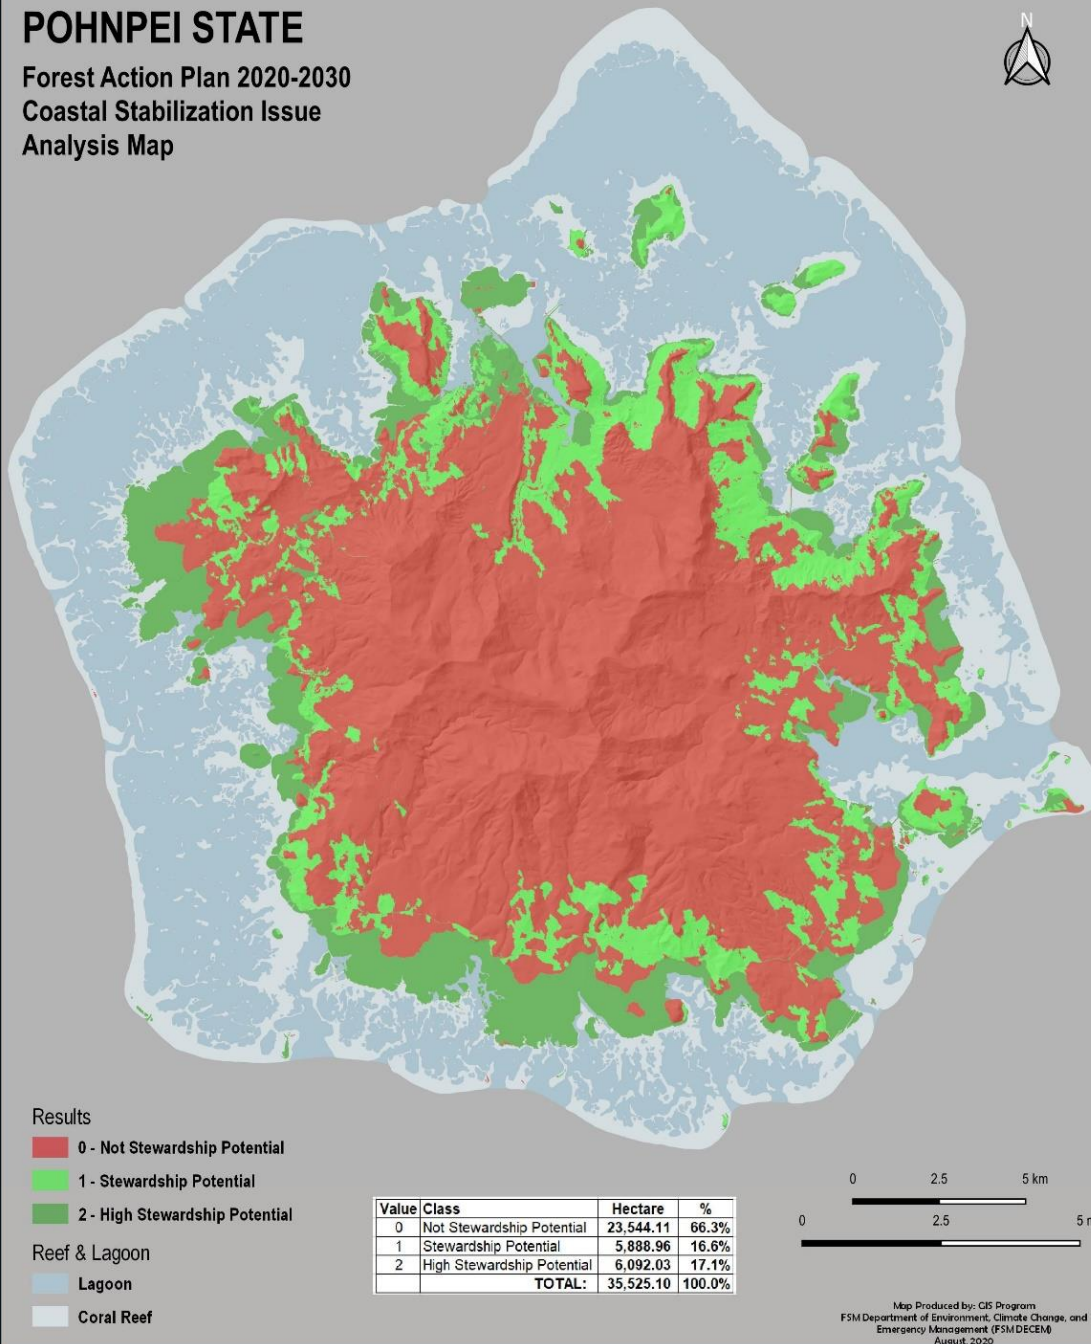 POHNPEI STATE
Forest Action Plan 2020-2030
Coastal Stabilization Issue
Analysis Map
N
Results
0 - Not Stewardship Potential
1 - Stewardship Potential
2 - High Stewardship Potential
Reef & Lagoon
Lagoon
Coral Reef
Value Class Hectare %
0 Not Stewardship Potential 23,544.11 66.3%
1 Stewardship Potential 5,888.96 16.6%
2 High Stewardship Potential 6,092.03 17.1%
TOTAL: 35,525.10 100.0%
0 2.5 5 km
0 2.5 5 m
Map Produced by: GIS Program
FSM Department of Environment, Climate Change, and
Emergency Management (FSM DECEM)
August, 2020